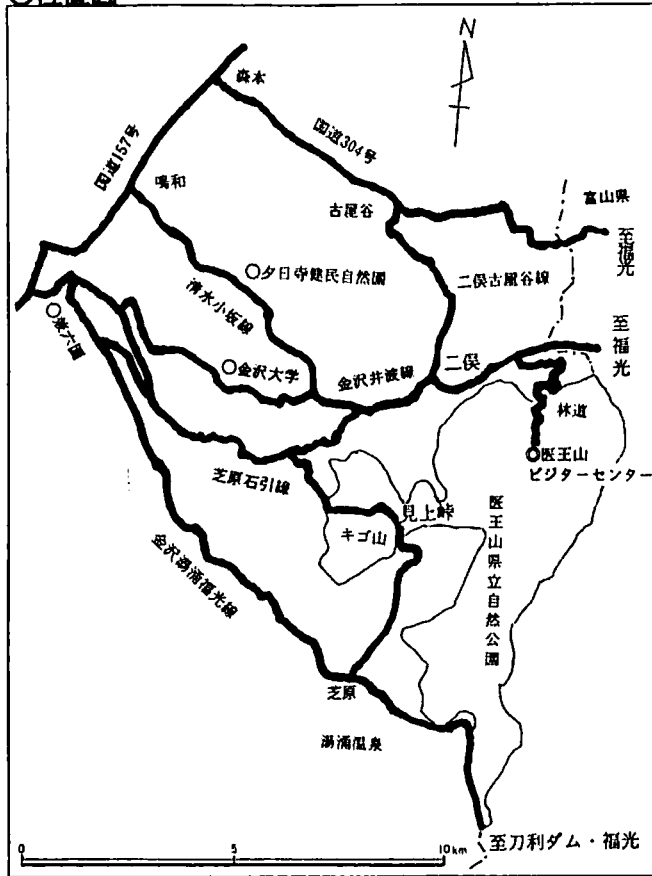 N
森本
国道304号
国道157号
鳴和
富山県
古屋谷
至福光
○夕日寺健民自然園
二俣古屋谷線
清水小坂線
至福光
○兼六園
○金沢大学
金沢井波線
二俣
林道
○医王山
ビジターセンター
芝原石引線
見上峠
キゴ山
医王山県立自然公園
金沢湯涌福光線
芝原
湯涌温泉
至刀利ダム・福光
0
5
10km